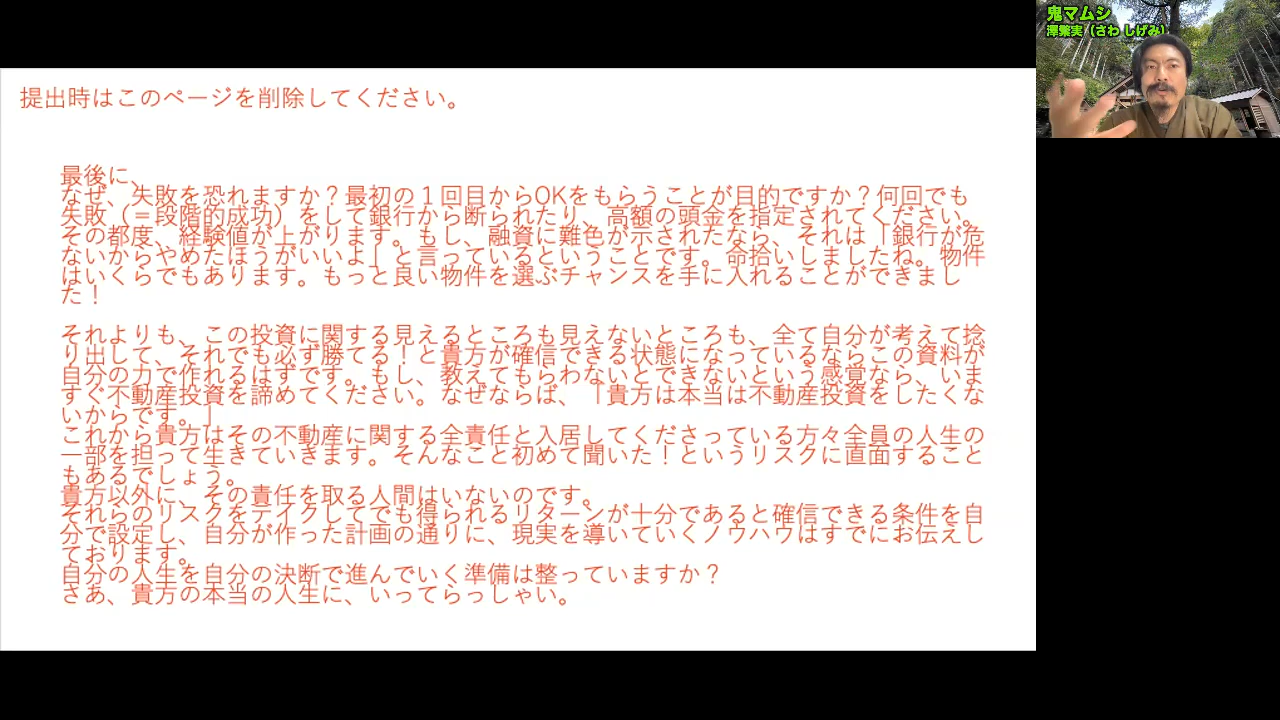 鬼マムシ
澤繁実（さわ しげみ）
提出時はこのページを削除してください。
最後に、
なぜ、失敗を恐れますか？最初の１回目からOKをもらうことが目的ですか？何回でも
失敗（＝段階的成功）をして銀行から断られたり、高額の頭金を指定されてください。
その都度、経験値が上がります。もし、融資に難色が示されたなら、それは「銀行が危
ないからやめたほうがいいよ「と言っているということです。命拾いしましたね。物件
はいくらでもあります。もっと良い物件を選ぶチャンスを手に入れることができまし
た！
それよりも、この投資に関する見えるところも見えないところも、全て自分が考えて捻
り出して、それでも必ず勝てる！と貴方が確信できる状態になっているならこの資料が
自分の力で作れるはずです。もし、教えてもらわないとできないという感覚なら、いま
すぐ不動産投資を諦めてください。なぜならば、「貴方は本当は不動産投資をしたくな
いからです。」
これから貴方はその不動産に関する全責任と入居してくださっている方々全員の人生の
一部を担って生きていきます。そんなこと初めて聞いた！というリスクに直面すること
もあるでしょう。
貴方以外に、その責任を取る人間はいないのです。
それらのリスクをテイクしてでも得られるリターンが十分であると確信できる条件を自
分で設定し、自分が作った計画の通りに、現実を導いていくノウハウはすでにお伝えし
ております。
自分の人生を自分の決断で進んでいく準備は整っていますか？
さあ、貴方の本当の人生に、いってらっしゃい。